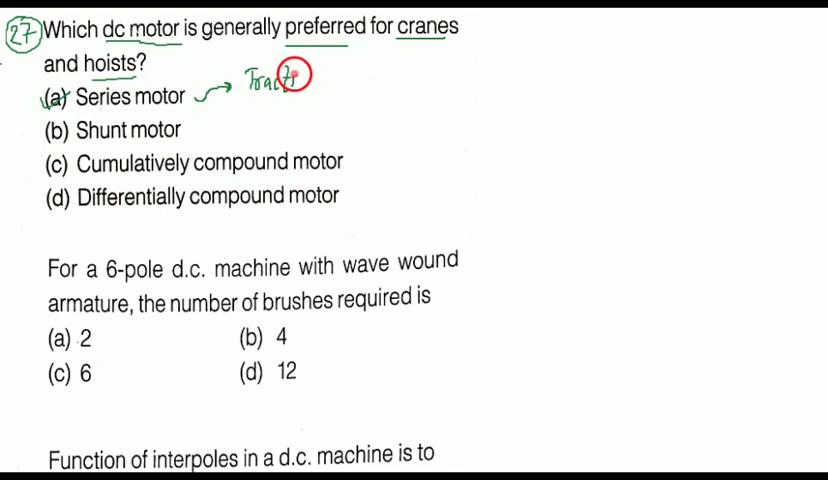 27 Which dc motor is generally preferred for cranes
and hoists?
Tracti
(a) Series motor
(b) Shunt motor
(c) Cumulatively compound motor
(d) Differentially compound motor
For a 6-pole d.c. machine with wave wound
armature, the number of brushes required is
(a) 2 (b) 4
(c) 6 (d) 12
Function of interpoles in a d.c. machine is to